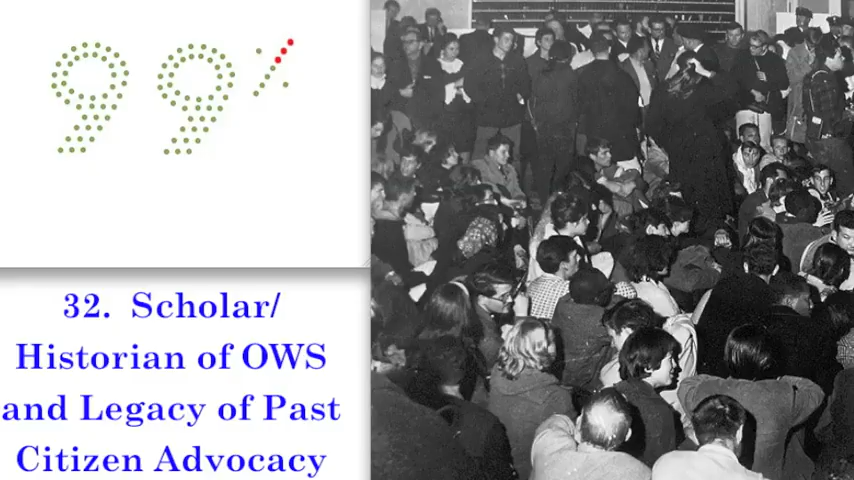 99%
32. Scholar/
Historian of OWS
and Legacy of Past
Citizen Advocacy